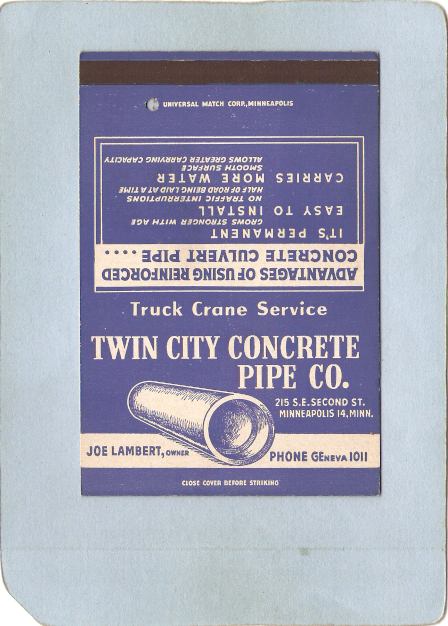 UNIVERSAL MATCH CORP., MINNEAPOLIS
ADVANTAGES OF USING REINFORCED
CONCRETE CULVERT PIPE....
IT'S PERMANENT
GROWS STRONGER WITH AGE
EASY TO INSTALL
NO TRAFFIC INTERRUPTIONS
HALF OF ROAD BEING LAID AT A TIME
CARRIES MORE WATER
SMOOTH SURFACE
ALLOWS GREATER CARRYING CAPACITY
Truck Crane Service
TWIN CITY CONCRETE
PIPE CO.
215 S.E. SECOND ST.
MINNEAPOLIS 14, MINN.
JOE LAMBERT, OWNER
PHONE GENEVA 1011
CLOSE COVER BEFORE STRIKING